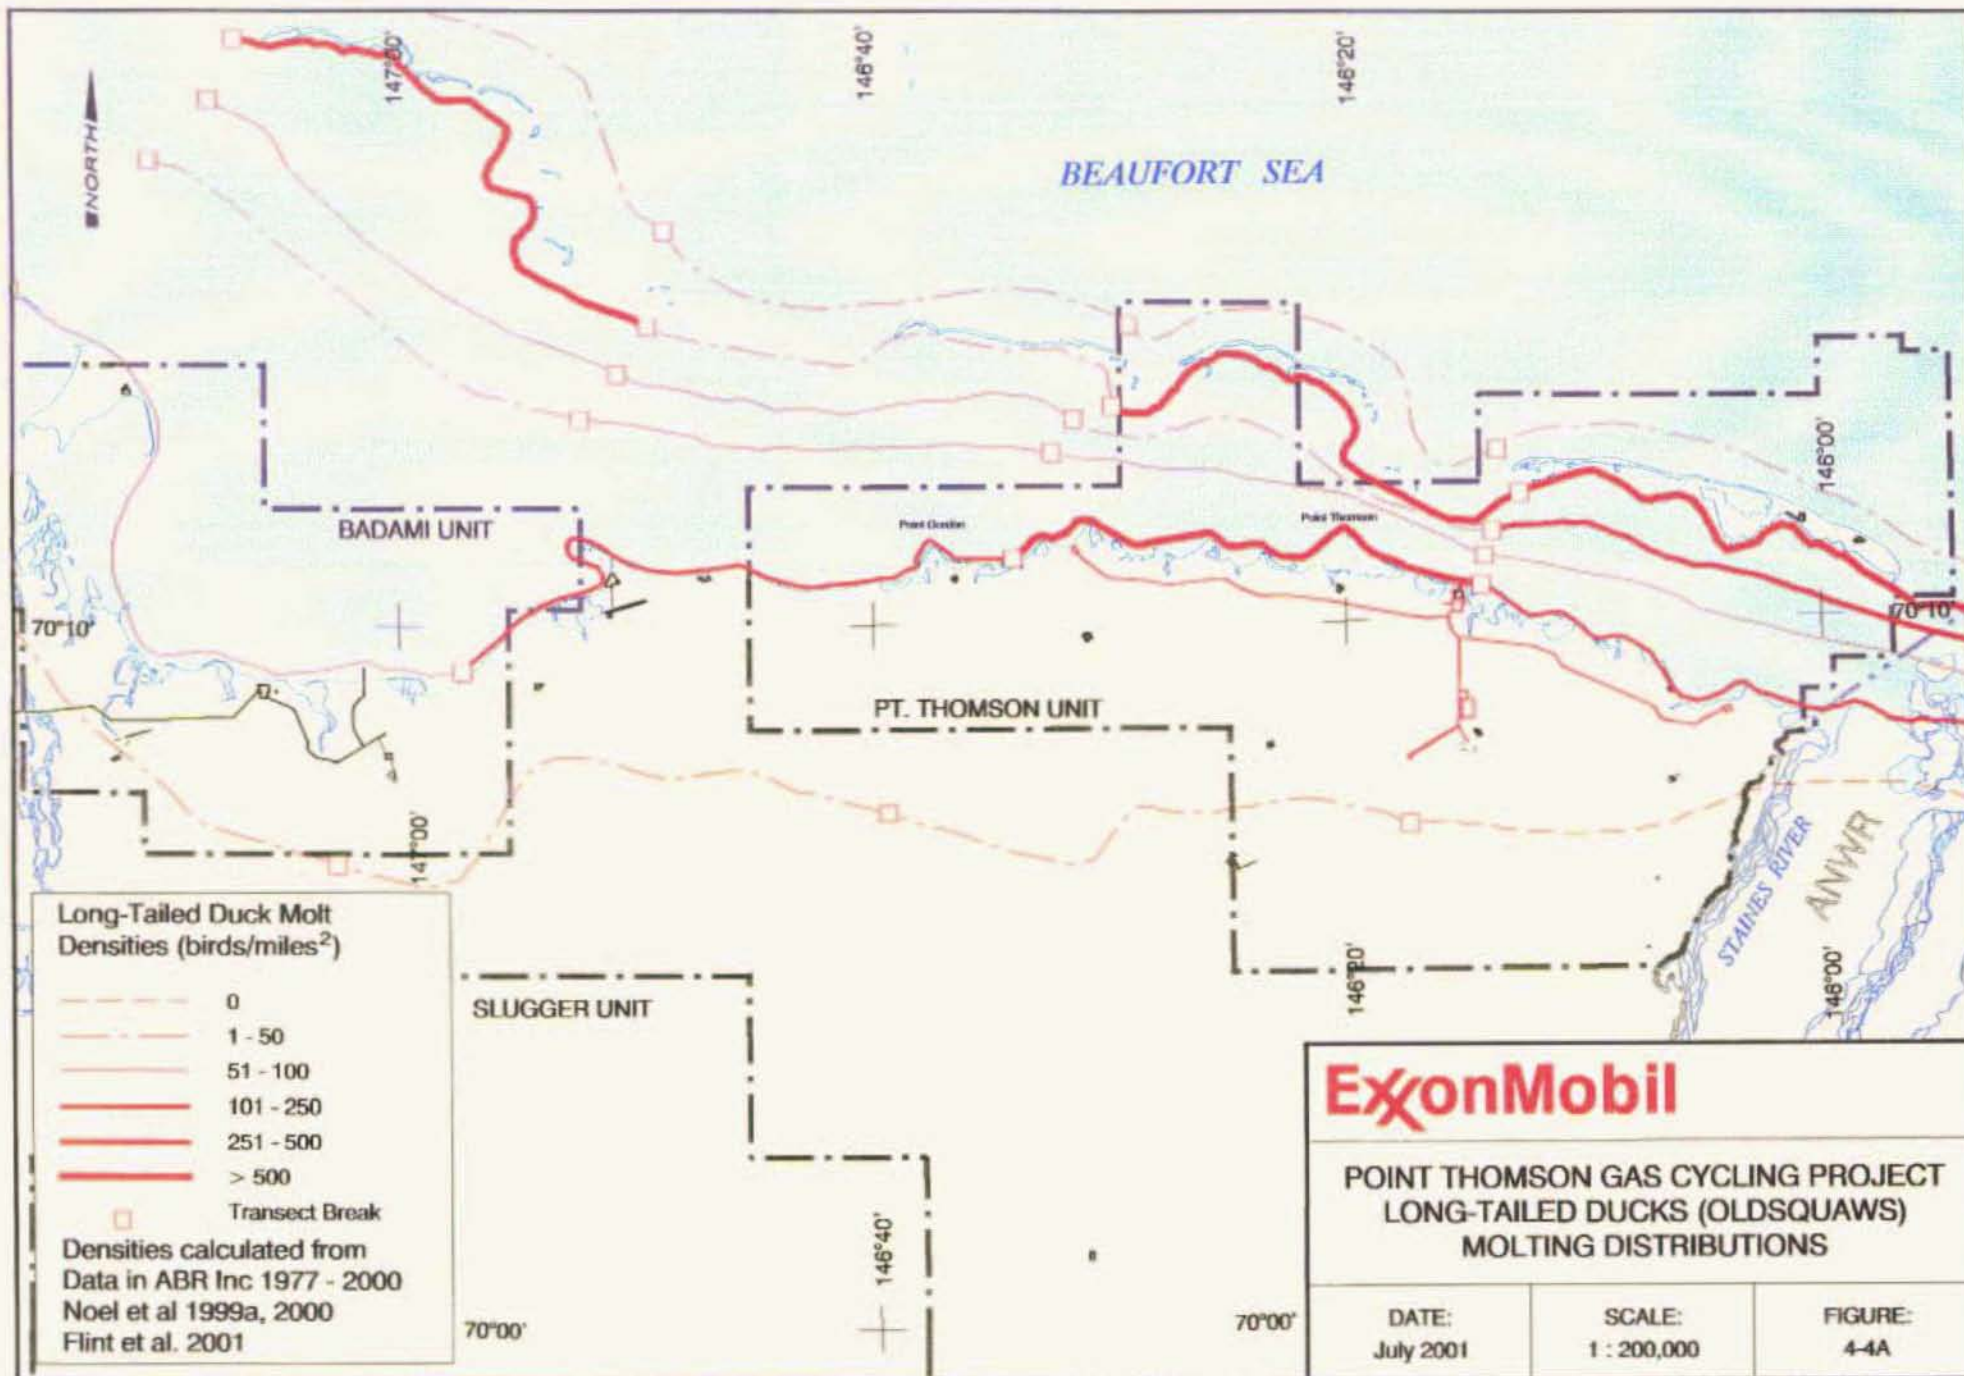 147°00'
146°40'
146°20'
NORTH
BEAUFORT SEA
146°00'
BADAMI UNIT
Point Gordon
Point Thomson
70°10'
70°10'
PT. THOMSON UNIT
147°00'
STAINES RIVER
ANWR
Long-Tailed Duck Molt
Densities (birds/miles²)
0
1 - 50
51 - 100
101 - 250
251 - 500
> 500
Transect Break
Densities calculated from
Data in ABR Inc 1977 - 2000
Noel et al 1999a, 2000
Flint et al. 2001
SLUGGER UNIT
146°20'
146°00'
146°40'
70°00'
70°00'
ExxonMobil
POINT THOMSON GAS CYCLING PROJECT
LONG-TAILED DUCKS (OLDSQUAWS)
MOLTING DISTRIBUTIONS
DATE:
July 2001
SCALE:
1 : 200,000
FIGURE:
4-4A